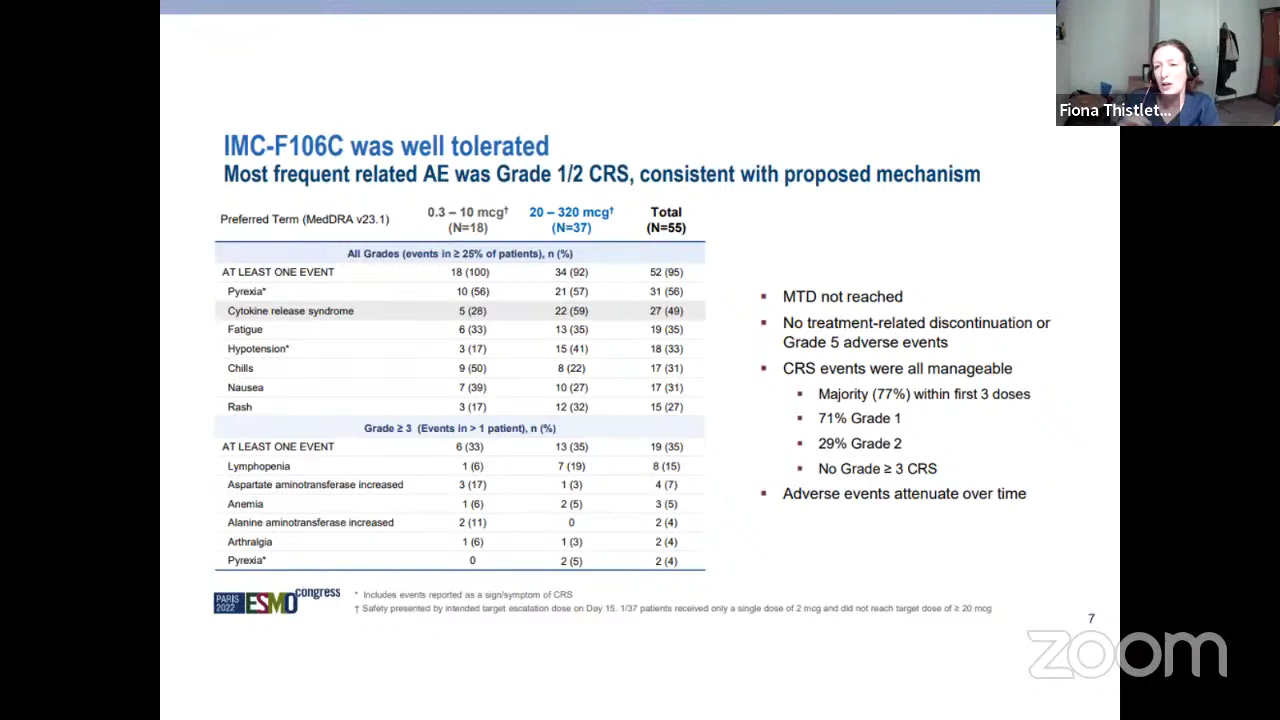 Fiona Thistlet...
IMC-F106C was well tolerated
Most frequent related AE was Grade 1/2 CRS, consistent with proposed mechanism
Preferred Term (MedDRA v23.1) 0.3 – 10 mcg† (N=18) 20 – 320 mcg† (N=37) Total (N=55)
All Grades (events in ≥ 25% of patients), n (%)
AT LEAST ONE EVENT 18 (100) 34 (92) 52 (95)
Pyrexia* 10 (56) 21 (57) 31 (56)
Cytokine release syndrome 5 (28) 22 (59) 27 (49)
Fatigue 6 (33) 13 (35) 19 (35)
Hypotension* 3 (17) 15 (41) 18 (33)
Chills 9 (50) 8 (22) 17 (31)
Nausea 7 (39) 10 (27) 17 (31)
Rash 3 (17) 12 (32) 15 (27)
Grade ≥ 3 (Events in > 1 patient), n (%)
AT LEAST ONE EVENT 6 (33) 13 (35) 19 (35)
Lymphopenia 1 (6) 7 (19) 8 (15)
Aspartate aminotransferase increased 3 (17) 1 (3) 4 (7)
Anemia 1 (6) 2 (5) 3 (5)
Alanine aminotransferase increased 2 (11) 0 2 (4)
Arthralgia 1 (6) 1 (3) 2 (4)
Pyrexia* 0 2 (5) 2 (4)
▪ MTD not reached
▪ No treatment-related discontinuation or
Grade 5 adverse events
▪ CRS events were all manageable
▪ Majority (77%) within first 3 doses
▪ 71% Grade 1
▪ 29% Grade 2
▪ No Grade ≥ 3 CRS
▪ Adverse events attenuate over time
PARIS 2022 ESMO congress
* Includes events reported as a sign/symptom of CRS
† Safety presented by intended target escalation dose on Day 15. 1/37 patients received only a single dose of 2 mcg and did not reach target dose of ≥ 20 mcg
7
zoom